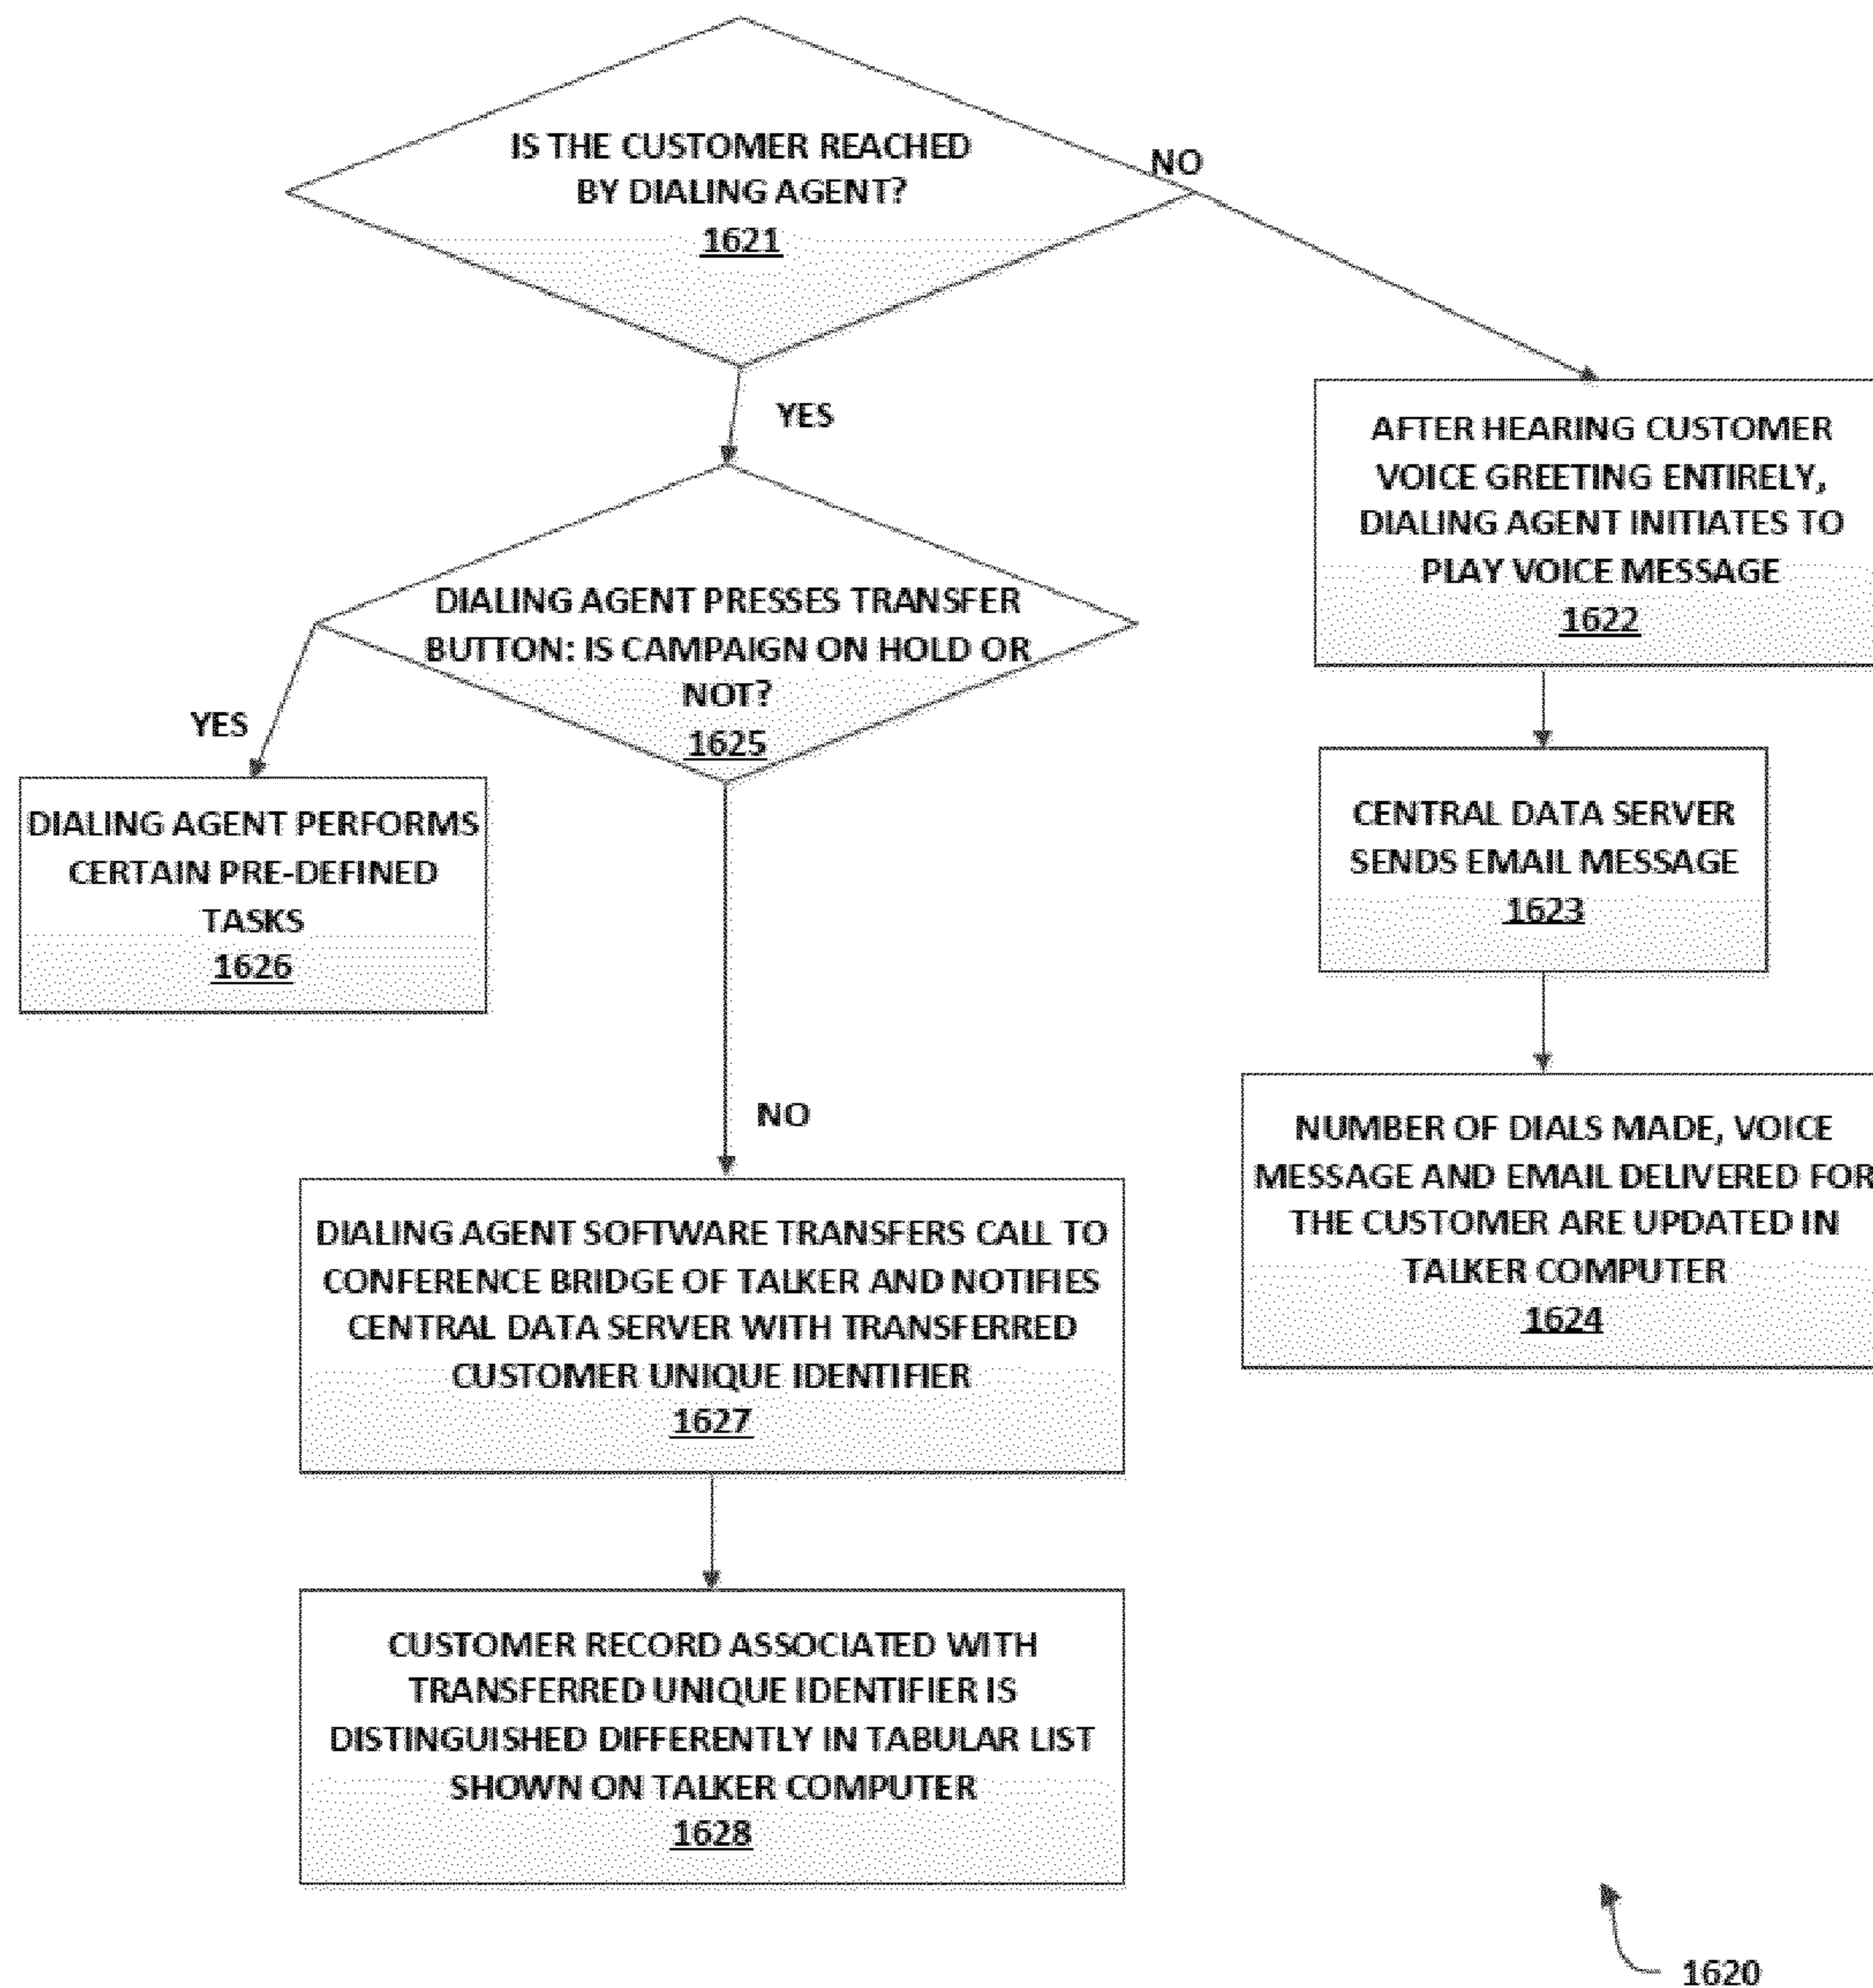 IS THE CUSTOMER REACHED
BY DIALING AGENT?
1621
NO
YES
AFTER HEARING CUSTOMER
VOICE GREETING ENTIRELY,
DIALING AGENT INITIATES TO
PLAY VOICE MESSAGE
1622
DIALING AGENT PRESSES TRANSFER
BUTTON: IS CAMPAIGN ON HOLD OR
NOT?
1625
YES
DIALING AGENT PERFORMS
CERTAIN PRE-DEFINED
TASKS
1626
CENTRAL DATA SERVER
SENDS EMAIL MESSAGE
1623
NO
NUMBER OF DIALS MADE, VOICE
MESSAGE AND EMAIL DELIVERED FOR
THE CUSTOMER ARE UPDATED IN
TALKER COMPUTER
1624
DIALING AGENT SOFTWARE TRANSFERS CALL TO
CONFERENCE BRIDGE OF TALKER AND NOTIFIES
CENTRAL DATA SERVER WITH TRANSFERRED
CUSTOMER UNIQUE IDENTIFIER
1627
CUSTOMER RECORD ASSOCIATED WITH
TRANSFERRED UNIQUE IDENTIFIER IS
DISTINGUISHED DIFFERENTLY IN TABULAR LIST
SHOWN ON TALKER COMPUTER
1628
1620